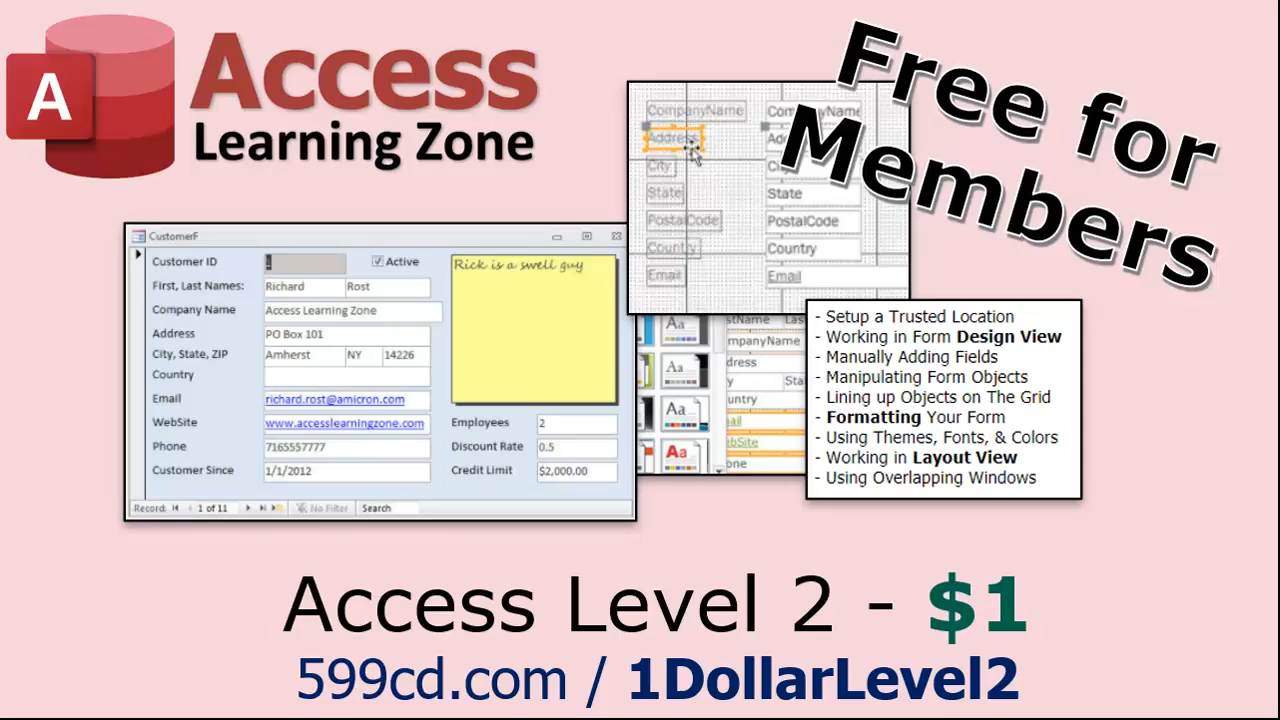 A
Access
Learning Zone
Free for
Members
CompanyName CompanyName
Address
City
State State
PostalCode PostalCode
Country Country
Email Email
CustomerF
Customer ID Active
First, Last Names: Richard Rost
Company Name Access Learning Zone
Address PO Box 101
City, State, ZIP Amherst NY 14226
Country
Email richard.rost@amicron.com
WebSite www.accesslearningzone.com
Phone 7165557777
Customer Since 1/1/2012
Rick is a swell guy
Employees 2
Discount Rate 0.5
Credit Limit $2,000.00
Record: 1 of 11 No Filter Search
Aa
Aa
Aa
Aa
- Setup a Trusted Location
- Working in Form Design View
- Manually Adding Fields
- Manipulating Form Objects
- Lining up Objects on The Grid
- Formatting Your Form
- Using Themes, Fonts, & Colors
- Working in Layout View
- Using Overlapping Windows
Access Level 2 - $1
599cd.com / 1DollarLevel2